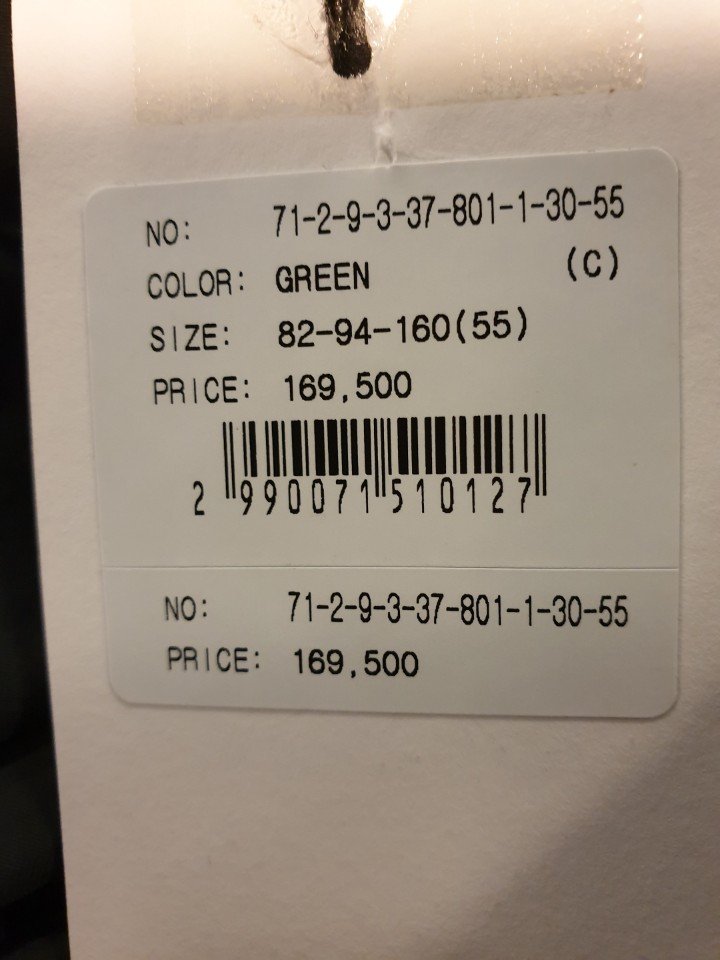 NO: 71-2-9-3-37-801-1-30-55
COLOR: GREEN (C)
SIZE: 82-94-160(55)
PRICE: 169,500
2 990071 510127
NO: 71-2-9-3-37-801-1-30-55
PRICE: 169,500